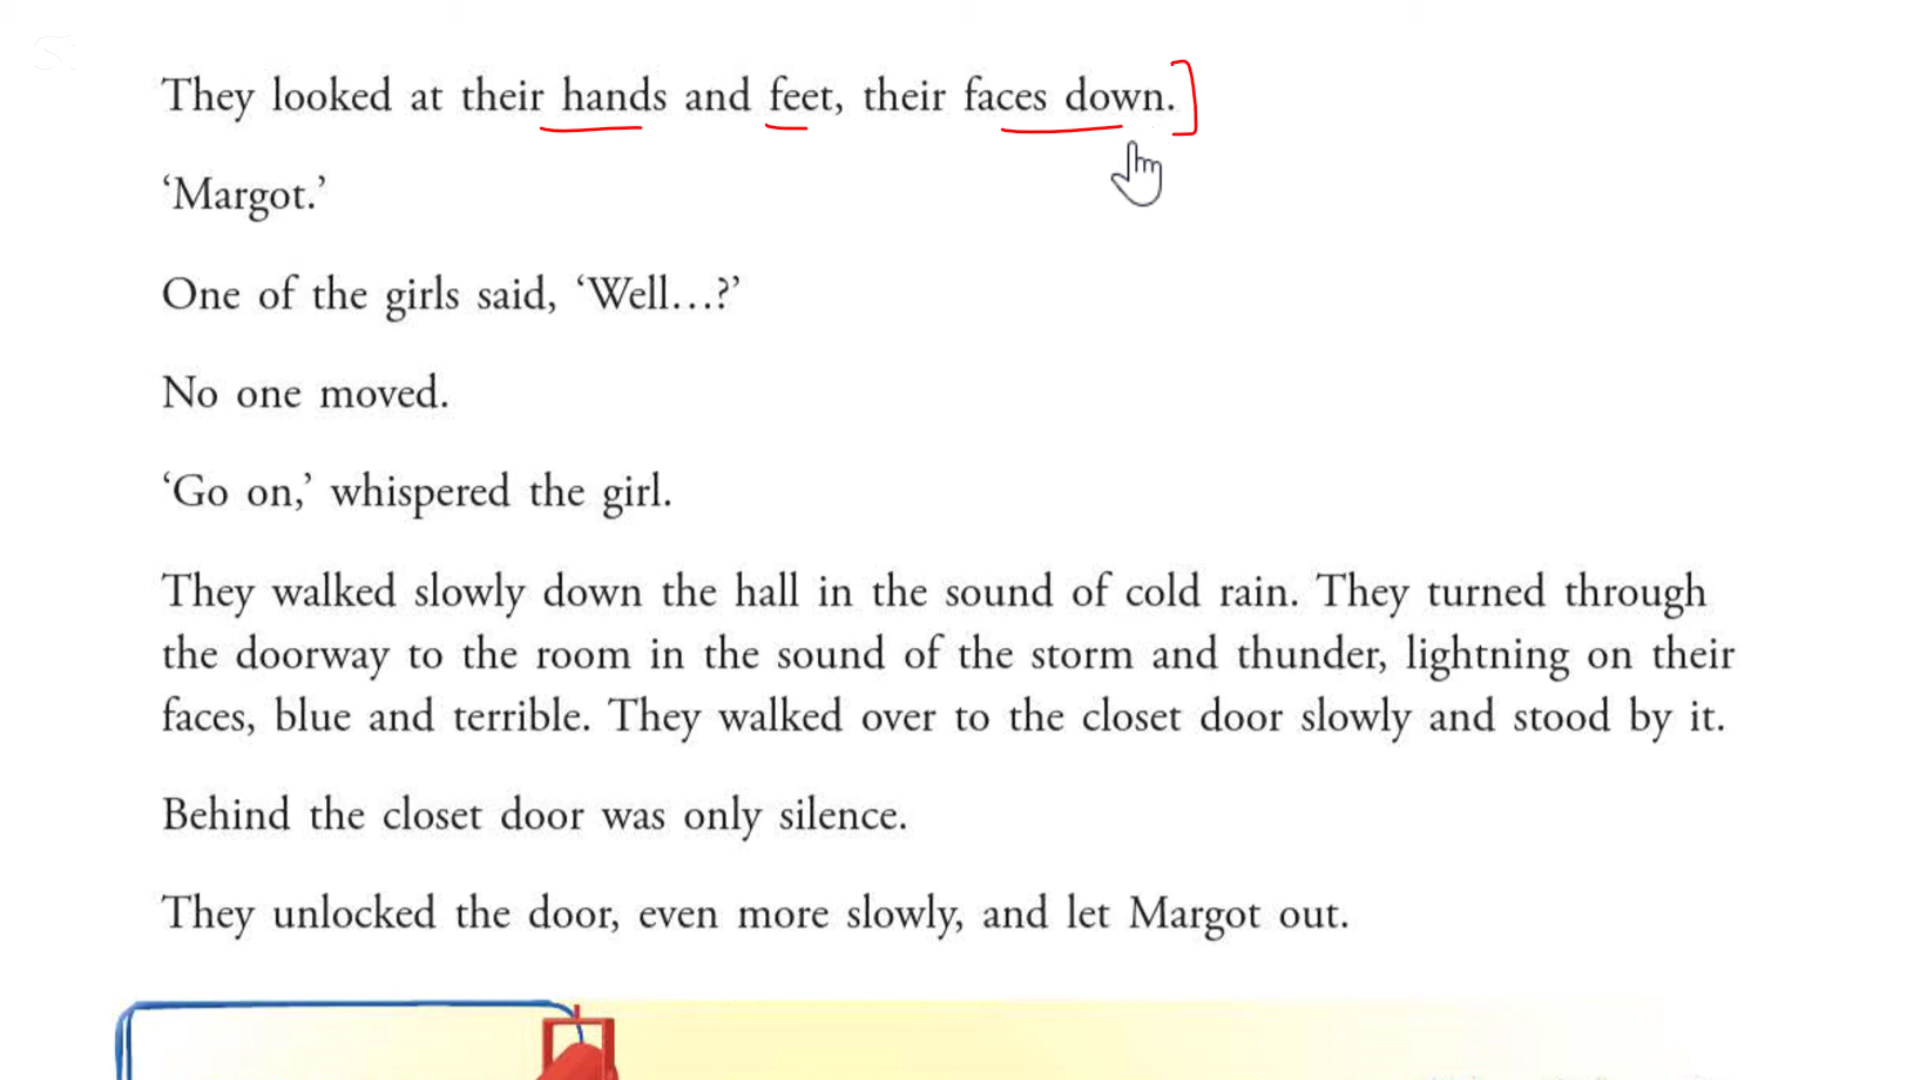 They looked at their hands and feet, their faces down.
‘Margot.’
One of the girls said, ‘Well…?’
No one moved.
‘Go on,’ whispered the girl.
They walked slowly down the hall in the sound of cold rain. They turned through
the doorway to the room in the sound of the storm and thunder, lightning on their
faces, blue and terrible. They walked over to the closet door slowly and stood by it.
Behind the closet door was only silence.
They unlocked the door, even more slowly, and let Margot out.